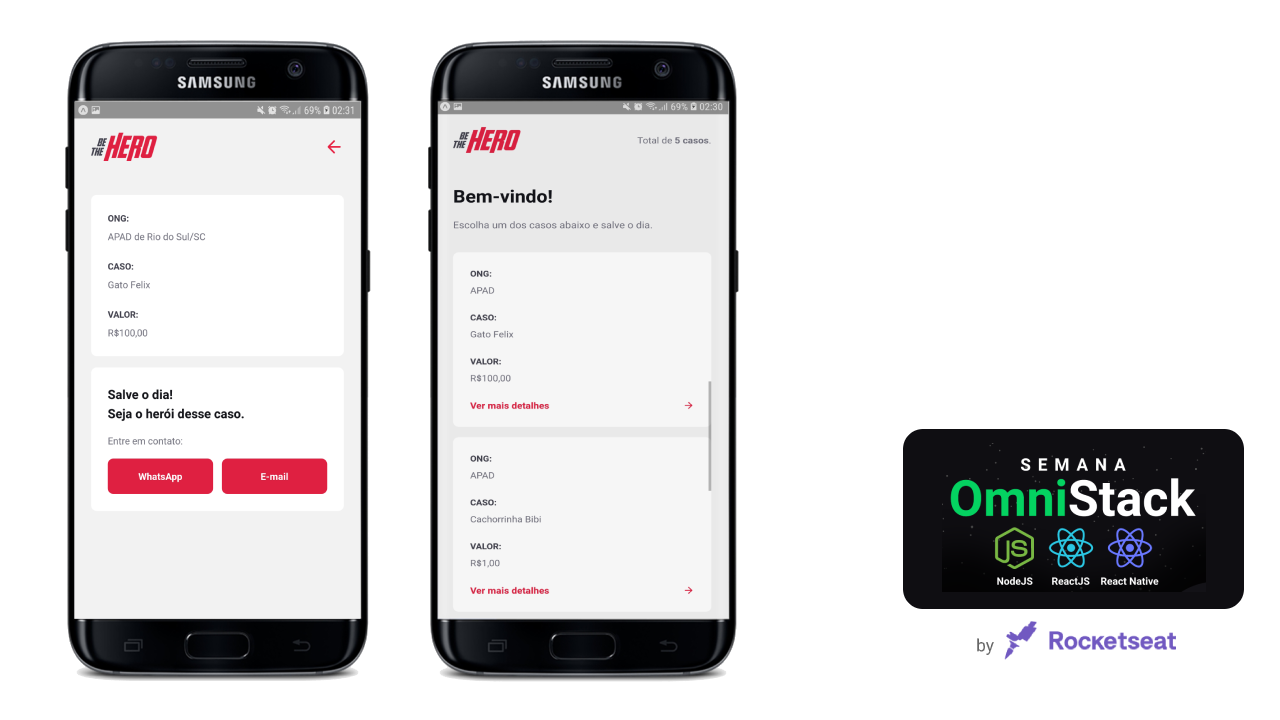 SAMSUNG
69% 02:31
BE
THE HERO
ONG:
APAD de Rio do Sul/SC
CASO:
Gato Felix
VALOR:
R$100,00
Salve o dia!
Seja o herói desse caso.
Entre em contato:
WhatsApp E-mail
SAMSUNG
69% 02:30
BE
THE HERO
Total de 5 casos.
Bem-vindo!
Escolha um dos casos abaixo e salve o dia.
ONG:
APAD
CASO:
Gato Felix
VALOR:
R$100,00
Ver mais detalhes
ONG:
APAD
CASO:
Cachorrinha Bibi
VALOR:
R$1,00
Ver mais detalhes
SEMANA
OmniStack
JS
NodeJS ReactJS React Native
by Rocketseat